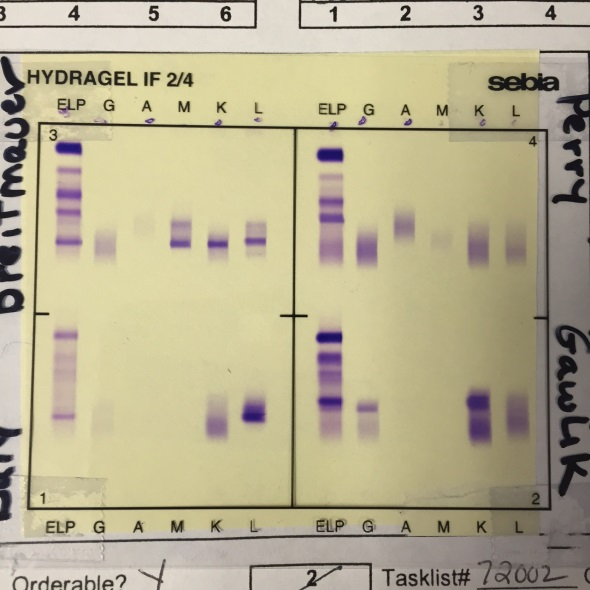 3 4 5 6 1 2 3 4
HYDRAGEL IF 2/4 sebia
ELP G A M K L ELP G A M K L
3 4
Breitmauer
Perry
Gawlik
1 2
ELP G A M K L ELP G A M K L
Orderable? Y 2 Tasklist# 72002